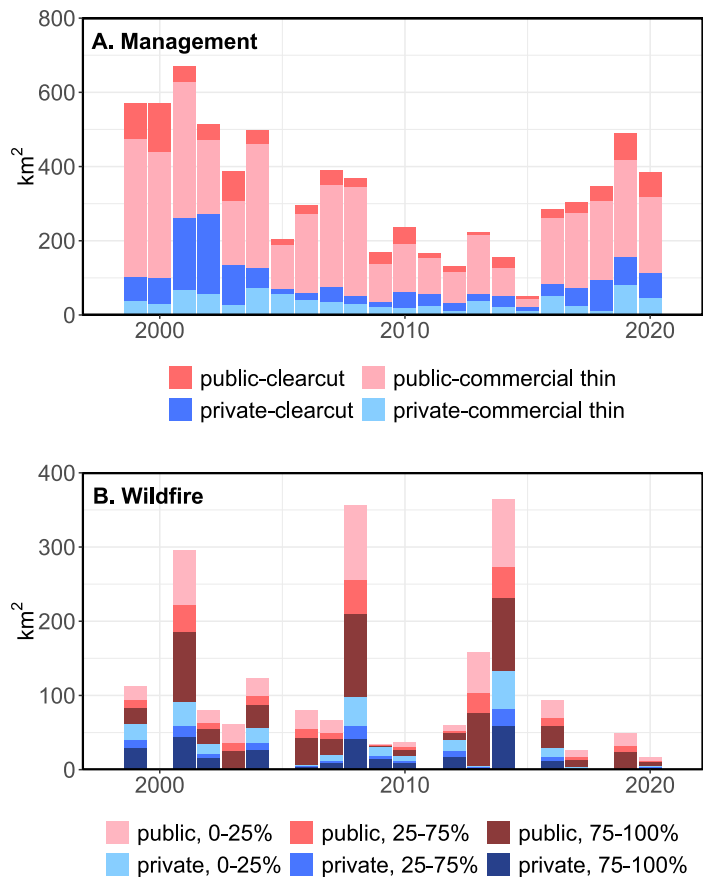 800
A. Management
600
400
200
0
km²
2000
2010
2020
public-clearcut
public-commercial thin
private-clearcut
private-commercial thin
400
B. Wildfire
300
200
100
0
km²
2000
2010
2020
public, 0-25%
public, 25-75%
public, 75-100%
private, 0-25%
private, 25-75%
private, 75-100%